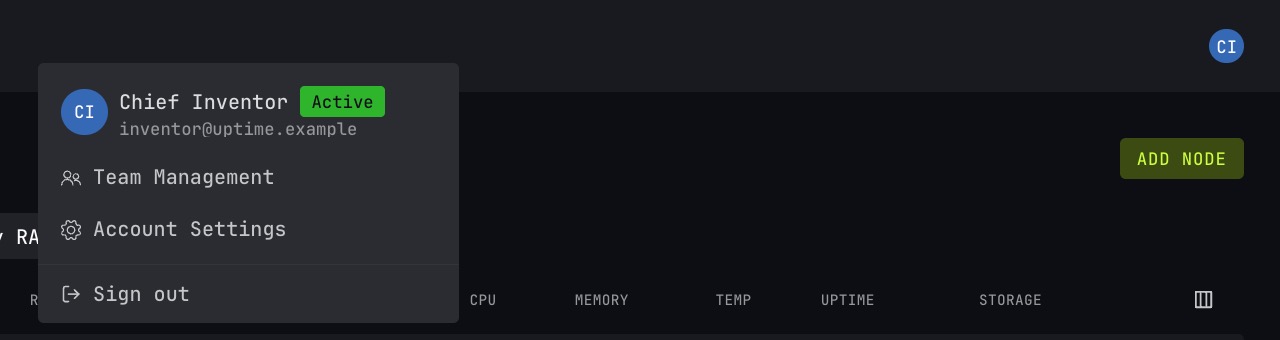 CI
CI Chief Inventor Active
inventor@uptime.example
ADD NODE
Team Management
Account Settings
RA
Sign out
CPU MEMORY TEMP UPTIME STORAGE